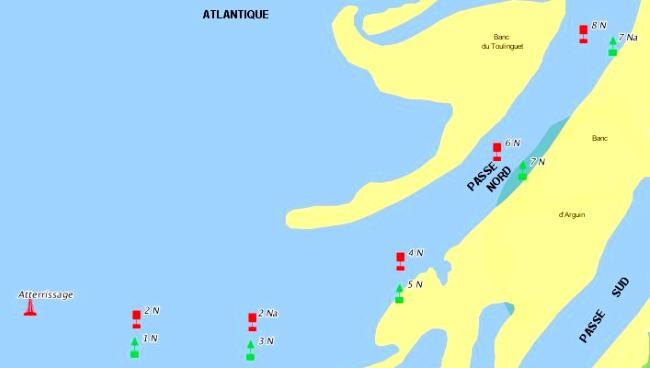 ATLANTIQUE
8 N
7 Na
Banc
du Toulinguet
6 N
Banc
7 N
PASSE
NORD
d'Arguin
4 N
5 N
PASSE SUD
Atterrissage
2 N
2 Na
1 N
3 N